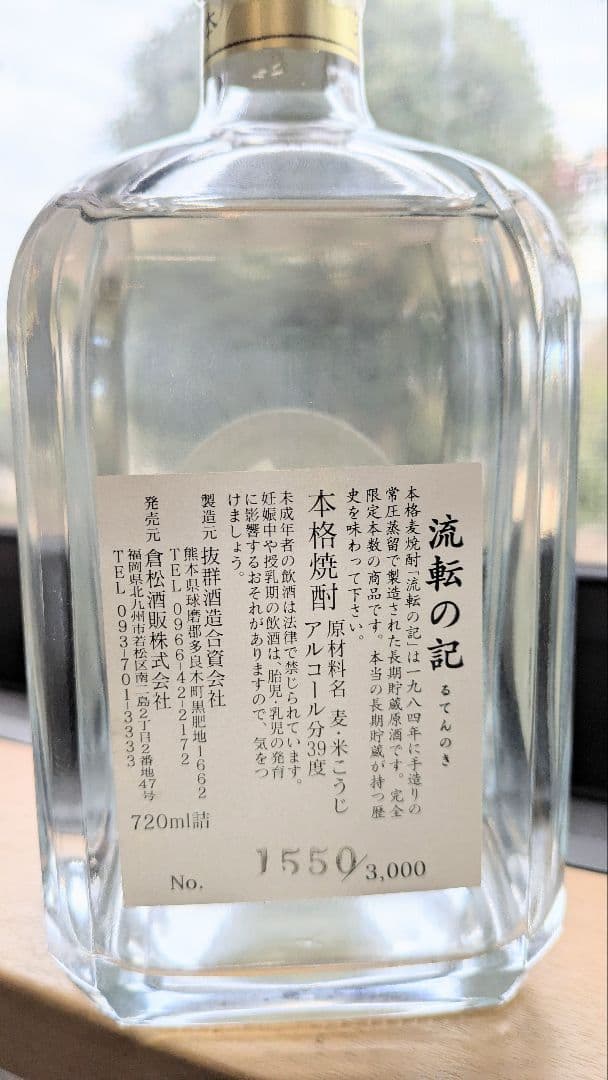 流転の記
るてんのき
本格麦焼酎「流転の記」は一九八四年に手造りの
常圧蒸留で製造された長期貯蔵原酒です。完全
限定本数の商品です。本当の長期貯蔵が持つ歴
史を味わって下さい。
本格焼酎
原材料名 麦・米こうじ
アルコール分39度
未成年者の飲酒は法律で禁じられています。
妊娠中や授乳期の飲酒は、胎児・乳児の発育
に影響するおそれがありますので、気をつ
けましょう。
製造元 抜群酒造合資会社
熊本県球磨郡多良木町黒肥地1662
TEL 0966-42-2172
発売元 倉松酒販株式会社
福岡県北九州市若松区南二島2丁目2番地47号
TEL 093-701-3333
720ml詰
No. 1550/3,000